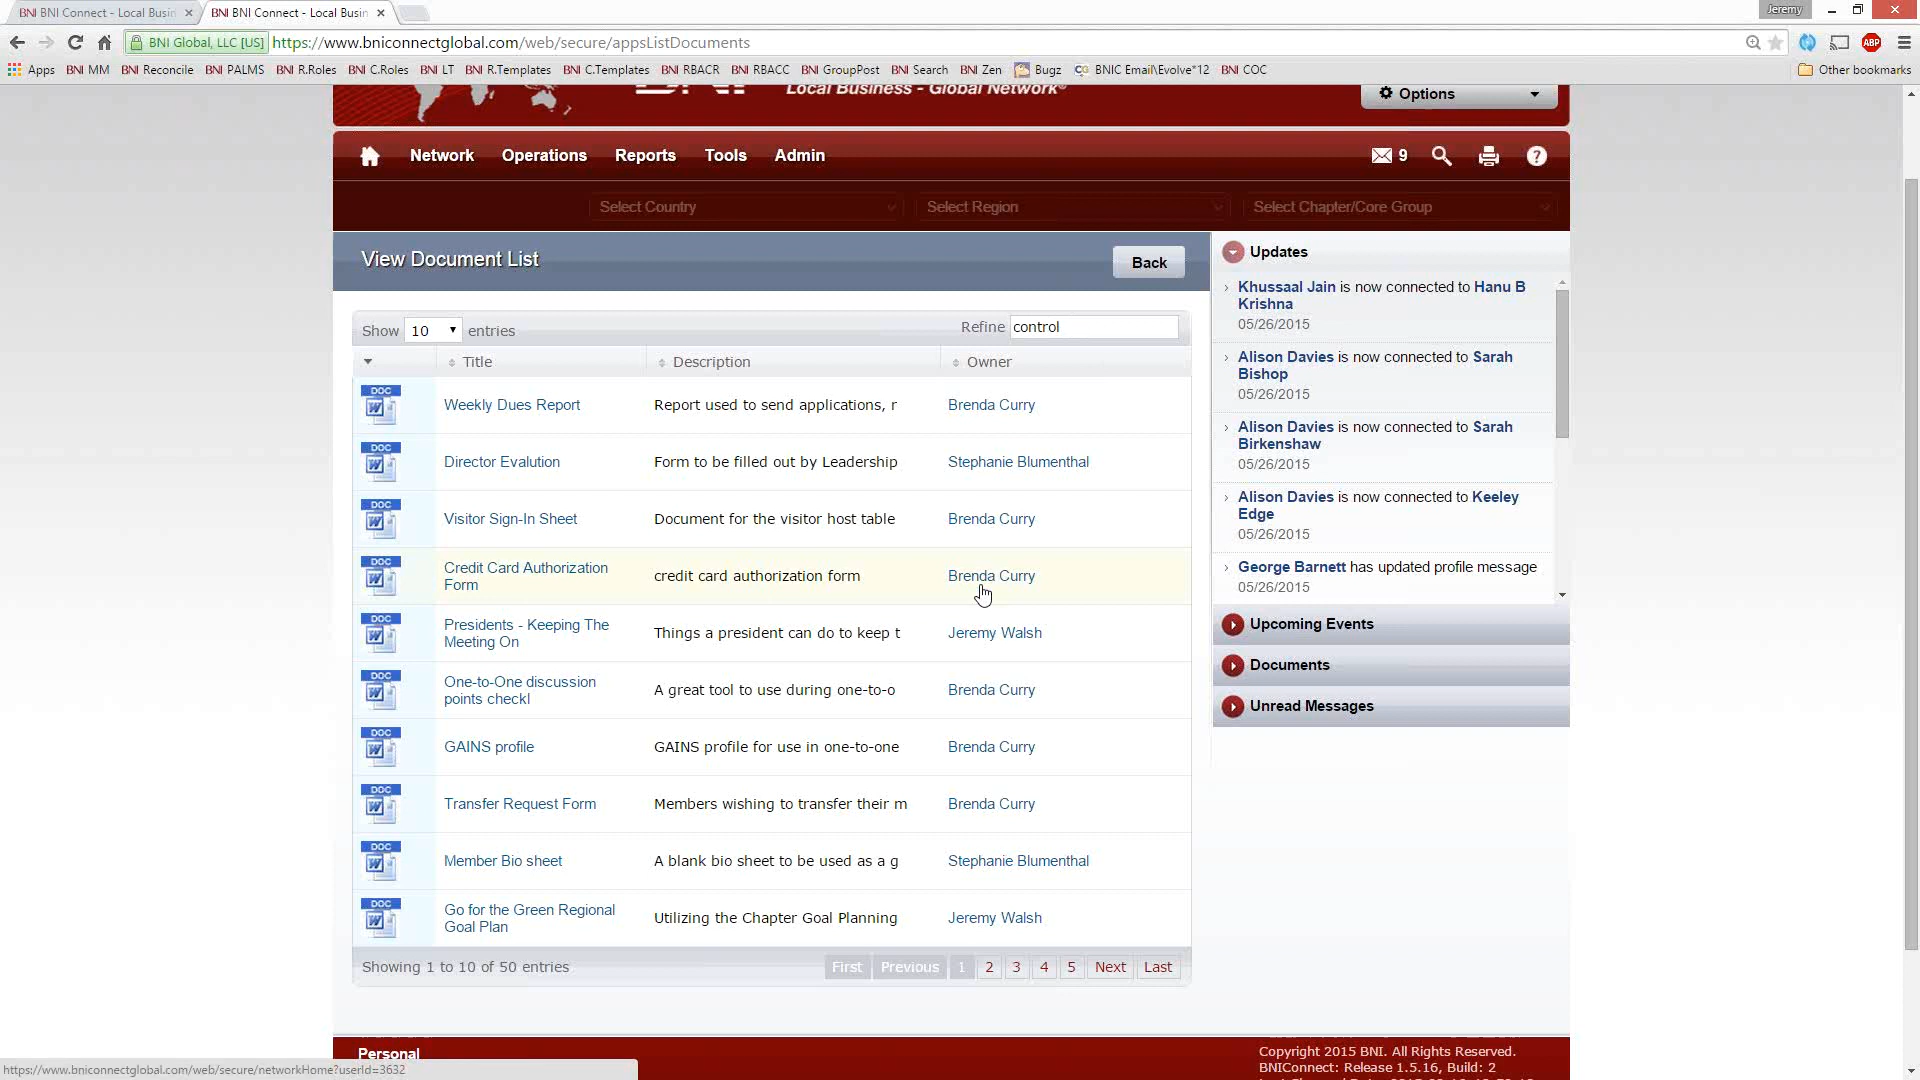 BNI BNI Connect - Local Busin
BNI BNI Connect - Local Busin
Jeremy
BNI Global, LLC [US] https://www.bniconnectglobal.com/web/secure/appsListDocuments
ABP
Apps BNI MM BNI Reconcile BNI PALMS BNI R.Roles BNI C.Roles BNI LT BNI R.Templates BNI C.Templates BNI RBACR BNI RBACC BNI GroupPost BNI Search BNI Zen Bugz BNIC Email\Evolve*12 BNI COC Other bookmarks
Local Business - Global Network®
Options
Network Operations Reports Tools Admin 9 ?
Select Country Select Region Select Chapter/Core Group
View Document List
Back
Show 10 entries
Refine control
Title Description Owner
DOC W Weekly Dues Report Report used to send applications, r Brenda Curry
DOC W Director Evalution Form to be filled out by Leadership Stephanie Blumenthal
DOC W Visitor Sign-In Sheet Document for the visitor host table Brenda Curry
DOC W Credit Card Authorization
Form
credit card authorization form Brenda Curry
DOC W Presidents - Keeping The
Meeting On
Things a president can do to keep t Jeremy Walsh
DOC W One-to-One discussion
points checkl
A great tool to use during one-to-o Brenda Curry
DOC W GAINS profile GAINS profile for use in one-to-one Brenda Curry
DOC W Transfer Request Form Members wishing to transfer their m Brenda Curry
DOC W Member Bio sheet A blank bio sheet to be used as a g Stephanie Blumenthal
DOC W Go for the Green Regional
Goal Plan
Utilizing the Chapter Goal Planning Jeremy Walsh
Showing 1 to 10 of 50 entries
First Previous 1 2 3 4 5 Next Last
Updates
Khussaal Jain is now connected to Hanu B
Krishna
05/26/2015
Alison Davies is now connected to Sarah
Bishop
05/26/2015
Alison Davies is now connected to Sarah
Birkenshaw
05/26/2015
Alison Davies is now connected to Keeley
Edge
05/26/2015
George Barnett has updated profile message
05/26/2015
Upcoming Events
Documents
Unread Messages
Personal
Copyright 2015 BNI. All Rights Reserved.
BNIConnect: Release 1.5.16, Build: 2
https://www.bniconnectglobal.com/web/secure/networkHome?userId=3632